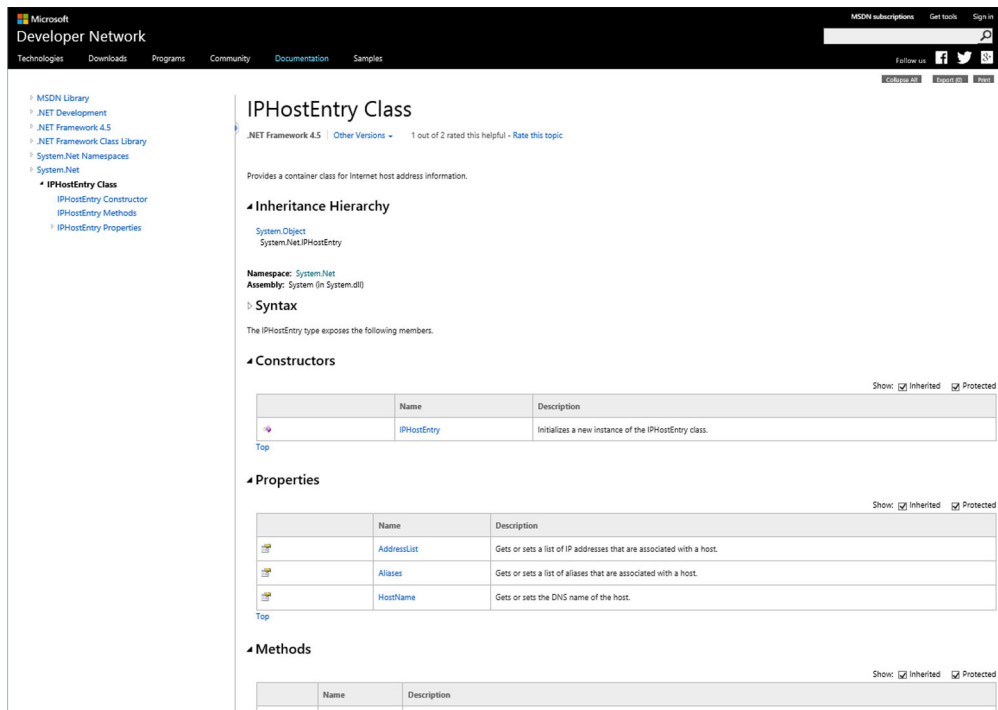 Microsoft
MSDN subscriptions Get tools Sign in
Developer Network
Technologies Downloads Programs Community Documentation Samples
Follow us
Collapse All Export (0) Print
MSDN Library
.NET Development
.NET Framework 4.5
.NET Framework Class Library
System.Net Namespaces
System.Net
IPHostEntry Class
IPHostEntry Constructor
IPHostEntry Methods
IPHostEntry Properties
IPHostEntry Class
.NET Framework 4.5 Other Versions 1 out of 2 rated this helpful - Rate this topic
Provides a container class for Internet host address information.
Inheritance Hierarchy
System.Object
System.Net.IPHostEntry
Namespace: System.Net
Assembly: System (in System.dll)
Syntax
The IPHostEntry type exposes the following members.
Constructors
Show: Inherited Protected
Name Description
IPHostEntry Initializes a new instance of the IPHostEntry class.
Top
Properties
Show: Inherited Protected
Name Description
AddressList Gets or sets a list of IP addresses that are associated with a host.
Aliases Gets or sets a list of aliases that are associated with a host.
HostName Gets or sets the DNS name of the host.
Top
Methods
Show: Inherited Protected
Name Description